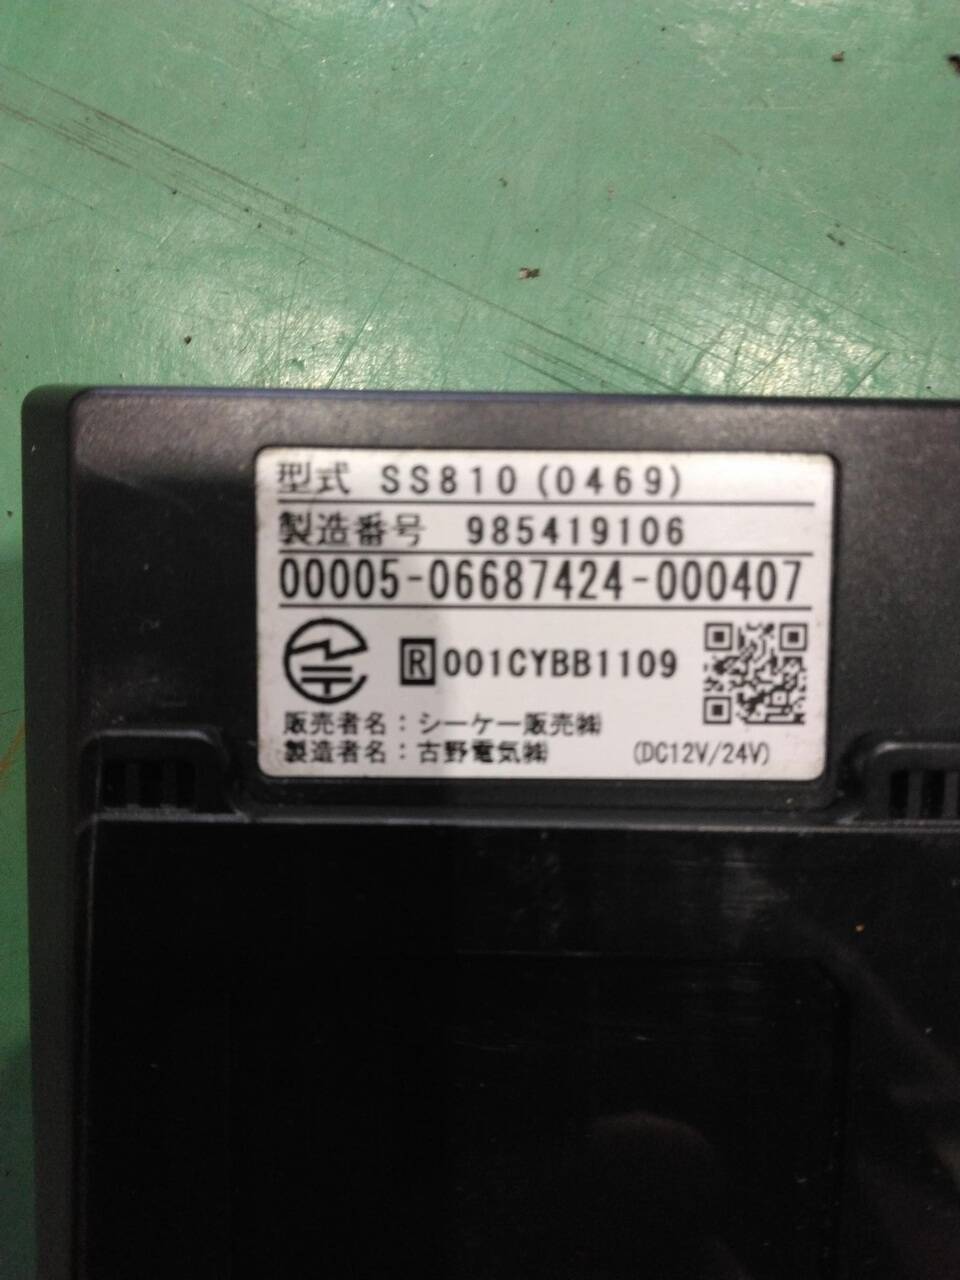 型式 SS810(0469)
製造番号 985419106
00005-06687424-000407
R 001CYBB1109
販売者名：シーケー販売㈱
製造者名：古野電気㈱ (DC12V/24V)